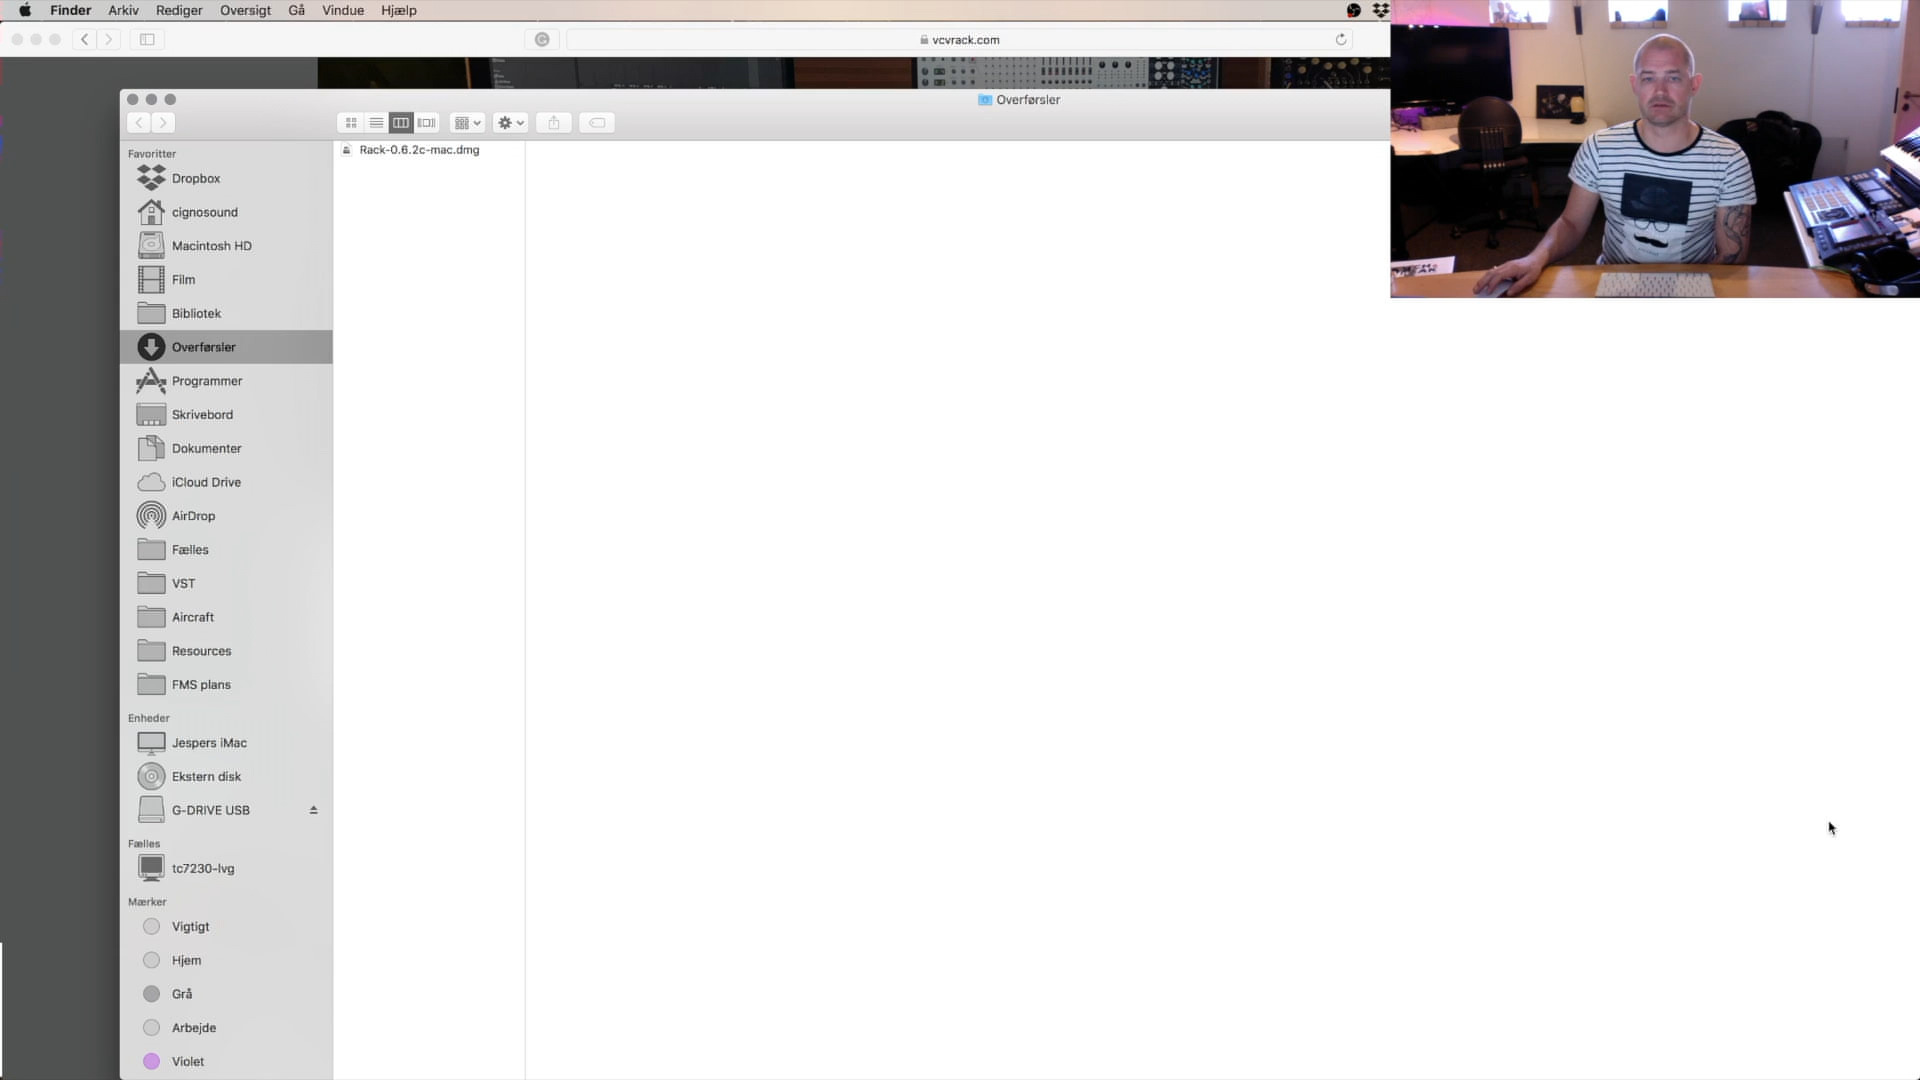 Finder Arkiv Rediger Oversigt Gå Vindue Hjælp
vcvrack.com
Overførsler
Favoritter
Dropbox
cignosound
Macintosh HD
Film
Bibliotek
Overførsler
Programmer
Skrivebord
Dokumenter
iCloud Drive
AirDrop
Fælles
VST
Aircraft
Resources
FMS plans
Enheder
Jespers iMac
Ekstern disk
G-DRIVE USB
Fælles
tc7230-lvg
Mærker
Vigtigt
Hjem
Grå
Arbejde
Violet
Rack-0.6.2c-mac.dmg